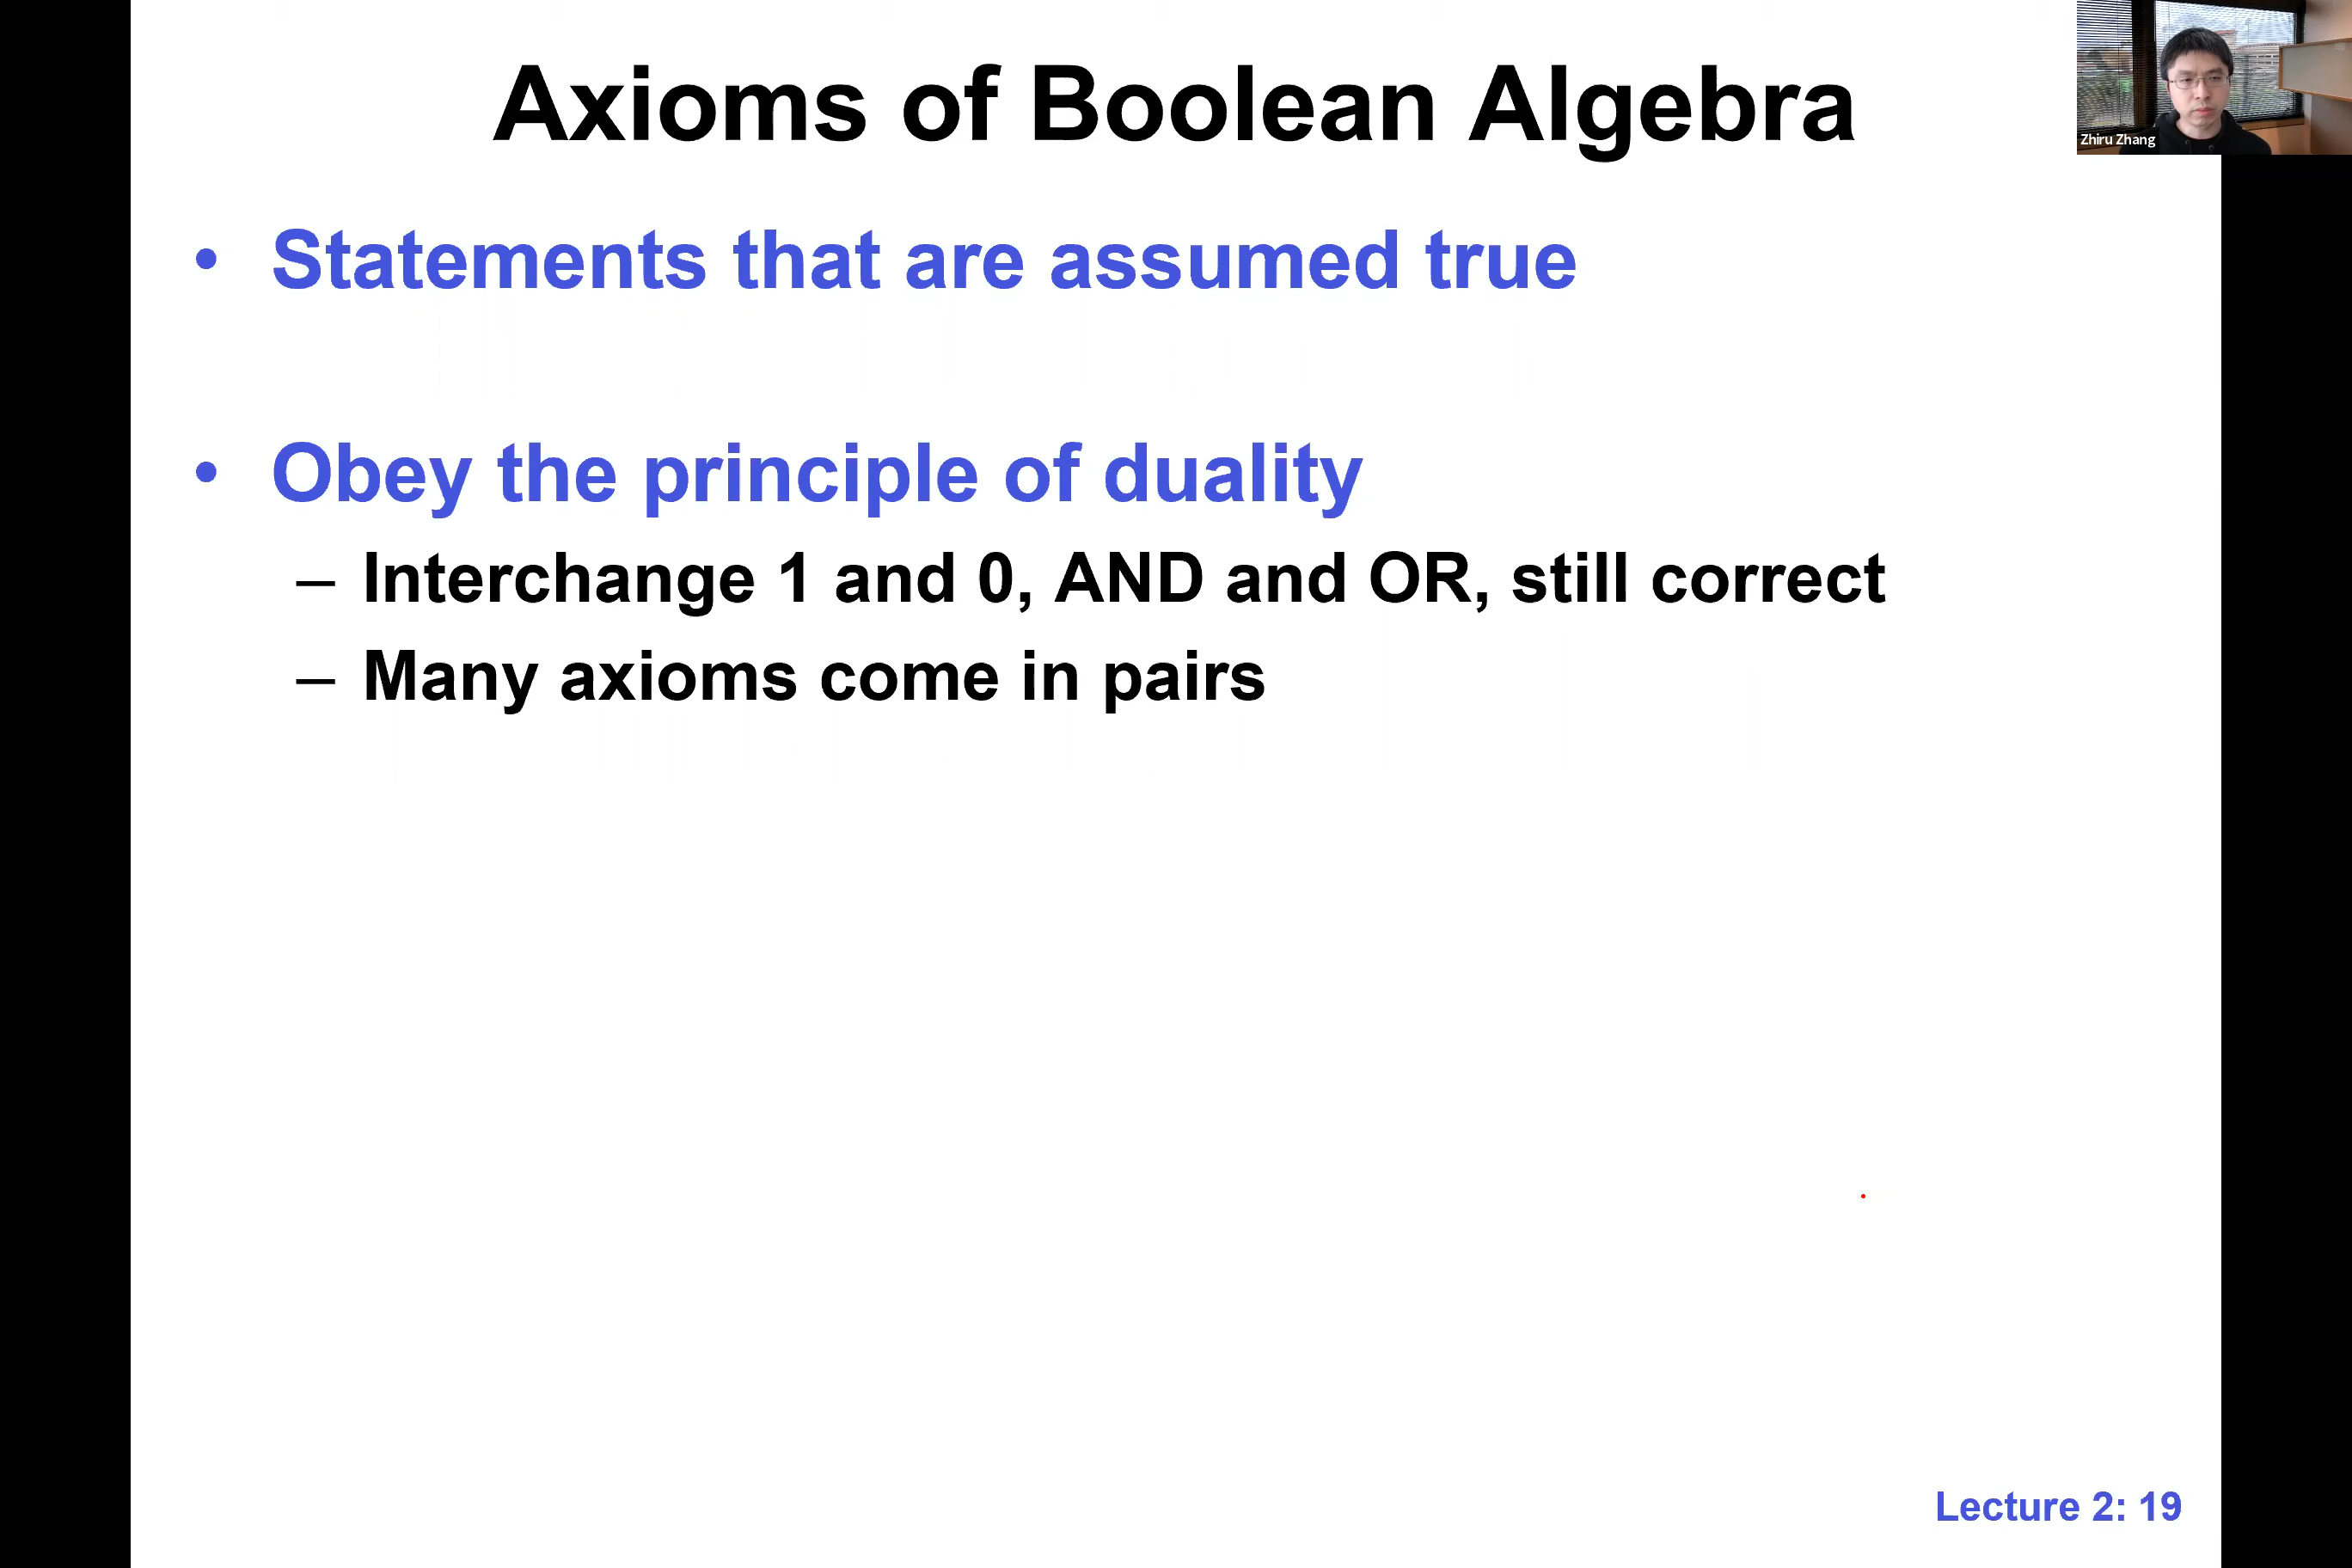 Axioms of Boolean Algebra
Zhiru Zhang
• Statements that are assumed true
• Obey the principle of duality
– Interchange 1 and 0, AND and OR, still correct
– Many axioms come in pairs
Lecture 2: 19